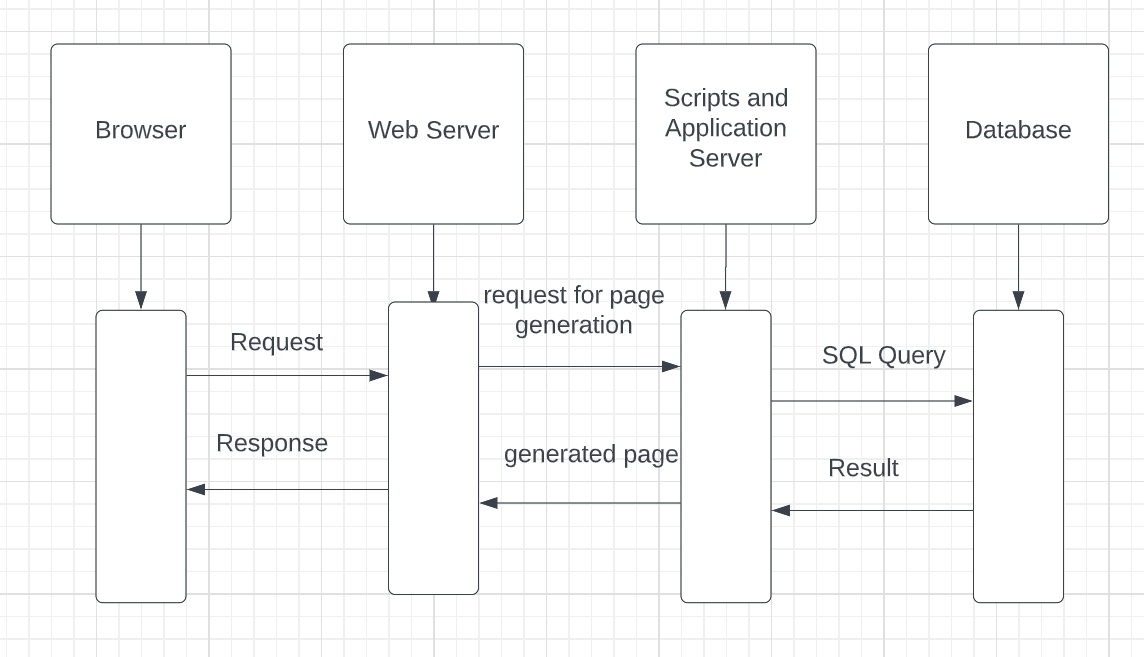 Browser
Web Server
Scripts and
Application
Server
Database
request for page
generation
Request
SQL Query
Response
generated page
Result